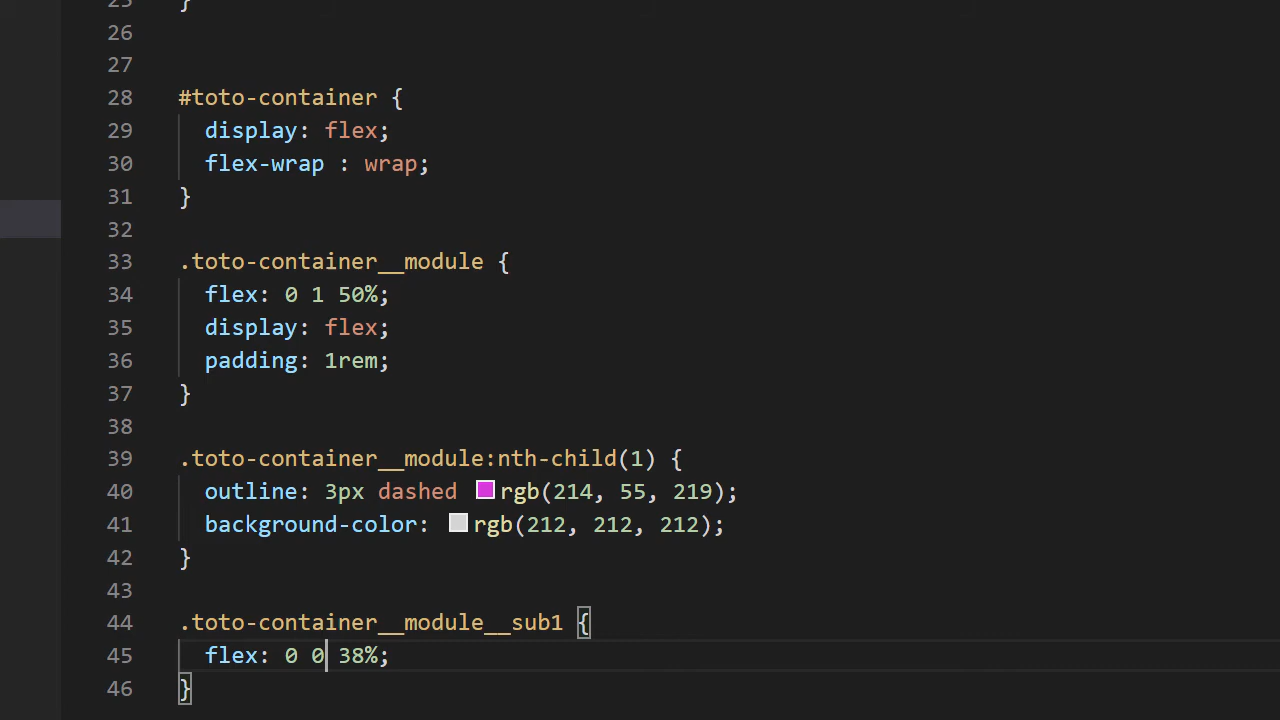 25 }
26
27
28 #toto-container {
29 display: flex;
30 flex-wrap : wrap;
31 }
32
33 .toto-container__module {
34 flex: 0 1 50%;
35 display: flex;
36 padding: 1rem;
37 }
38
39 .toto-container__module:nth-child(1) {
40 outline: 3px dashed rgb(214, 55, 219);
41 background-color: rgb(212, 212, 212);
42 }
43
44 .toto-container__module__sub1 {
45 flex: 0 0 38%;
46 }